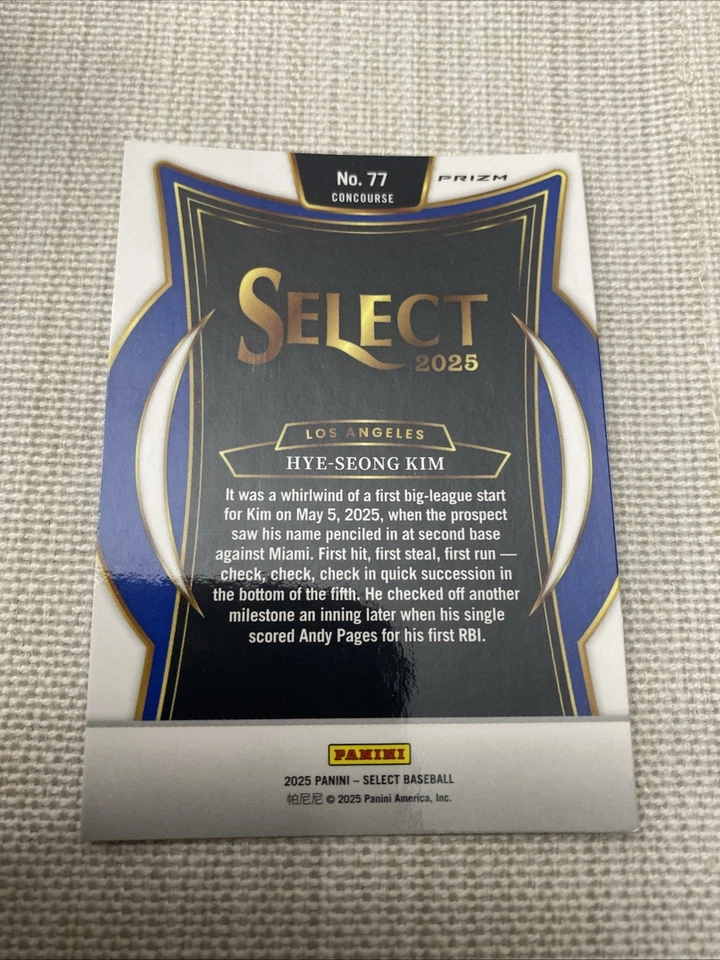 No. 77
CONCOURSE
PRIZM
SELECT
2025
LOS ANGELES
HYE-SEONG KIM
It was a whirlwind of a first big-league start
for Kim on May 5, 2025, when the prospect
saw his name penciled in at second base
against Miami. First hit, first steal, first run —
check, check, check in quick succession in
the bottom of the fifth. He checked off another
milestone an inning later when his single
scored Andy Pages for his first RBI.
PANINI
2025 PANINI – SELECT BASEBALL
帕尼尼 © 2025 Panini America, Inc.